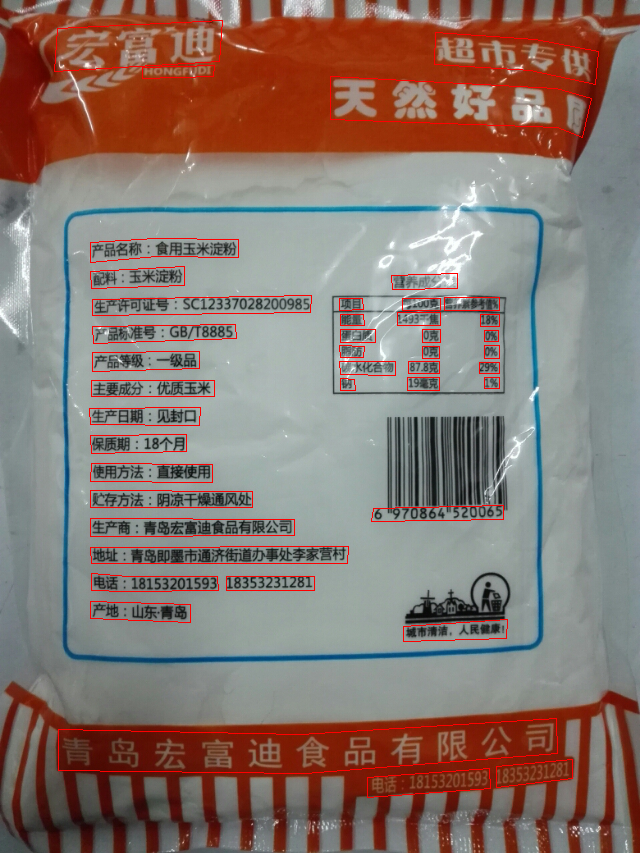 宏富迪
HONGFUDI
超市专供
天然好品
产品名称：食用玉米淀粉
配料：玉米淀粉
生产许可证号：SC12337028200985
产品标准号：GB/T8885
产品等级：一级品
主要成分：优质玉米
生产日期：见封口
保质期：18个月
使用方法：直接使用
贮存方法：阴凉干燥通风处
生产商：青岛宏富迪食品有限公司
地址：青岛即墨市通济街道办事处李家营村
电话：18153201593 18353231281
产地：山东·青岛
营养成分
项目 每100克 营养素参考值%
能量 1493千焦 18%
蛋白质 0克 0%
脂肪 0克 0%
碳水化合物 87.8克 29%
钠 19毫克 1%
6 970864 520065
城市清洁，人民健康！
青岛宏富迪食品有限公司
电话：18153201593 18353231281